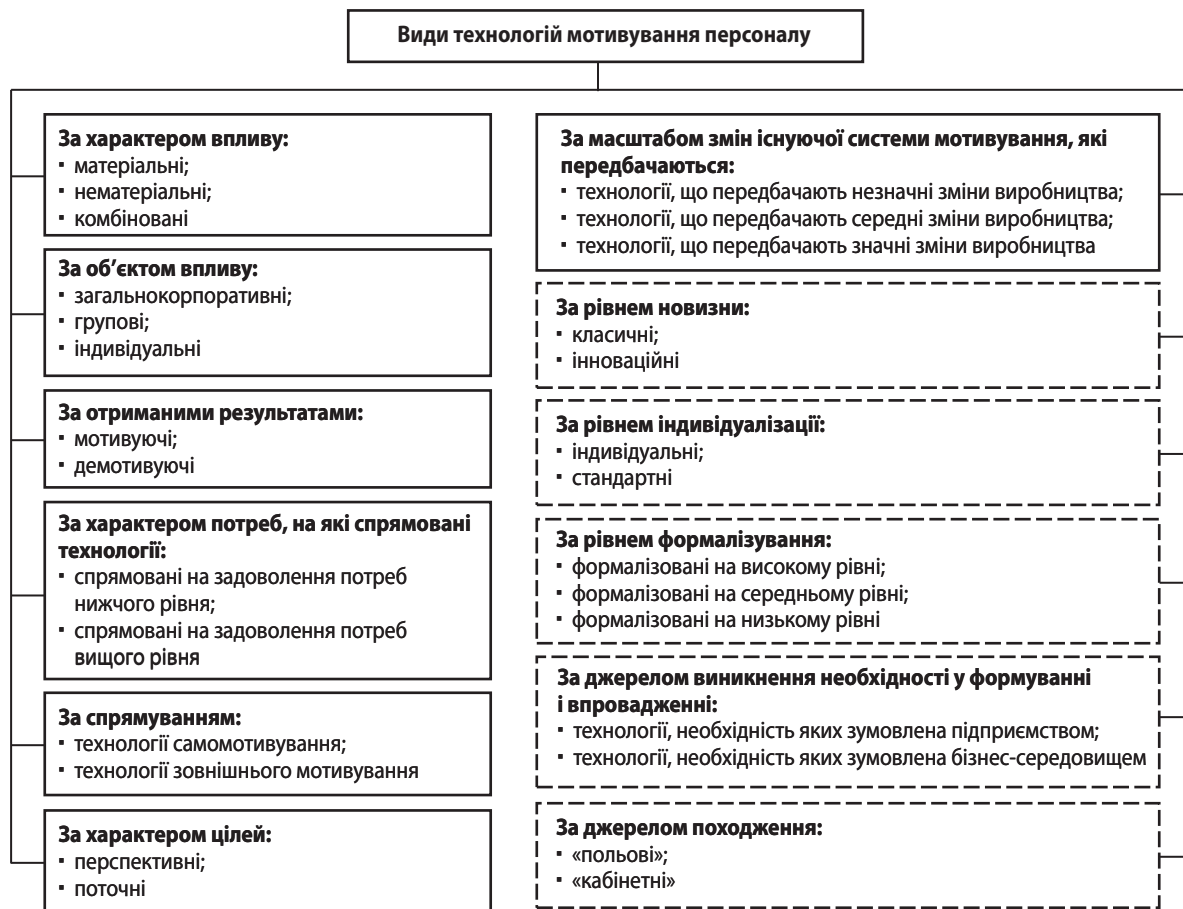 Види технологій мотивування персоналу
За характером впливу:
▪ матеріальні;
▪ нематеріальні;
▪ комбіновані
За об’єктом впливу:
▪ загальнокорпоративні;
▪ групові;
▪ індивідуальні
За отриманими результатами:
▪ мотивуючі;
▪ демотивуючі
За характером потреб, на які спрямовані
технології:
▪ спрямовані на задоволення потреб
нижчого рівня;
▪ спрямовані на задоволення потреб
вищого рівня
За спрямуванням:
▪ технології самомотивування;
▪ технології зовнішнього мотивування
За характером цілей:
▪ перспективні;
▪ поточні
За масштабом змін існуючої системи мотивування, які
передбачаються:
▪ технології, що передбачають незначні зміни виробництва;
▪ технології, що передбачають середні зміни виробництва;
▪ технології, що передбачають значні зміни виробництва
За рівнем новизни:
▪ класичні;
▪ інноваційні
За рівнем індивідуалізації:
▪ індивідуальні;
▪ стандартні
За рівнем формалізування:
▪ формалізовані на високому рівні;
▪ формалізовані на середньому рівні;
▪ формалізовані на низькому рівні
За джерелом виникнення необхідності у формуванні
і впровадженні:
▪ технології, необхідність яких зумовлена підприємством;
▪ технології, необхідність яких зумовлена бізнес-середовищем
За джерелом походження:
▪ «польові»;
▪ «кабінетні»